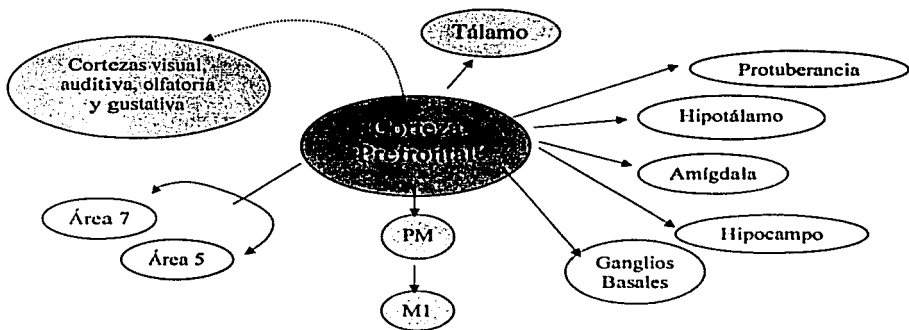 Tálamo
Cortezas visual,
auditiva, olfatoria
y gustativa
Protuberancia
Corteza
Prefrontal
Hipotálamo
Amígdala
Área 7
Área 5
PM
Hipocampo
Ganglios
Basales
M1